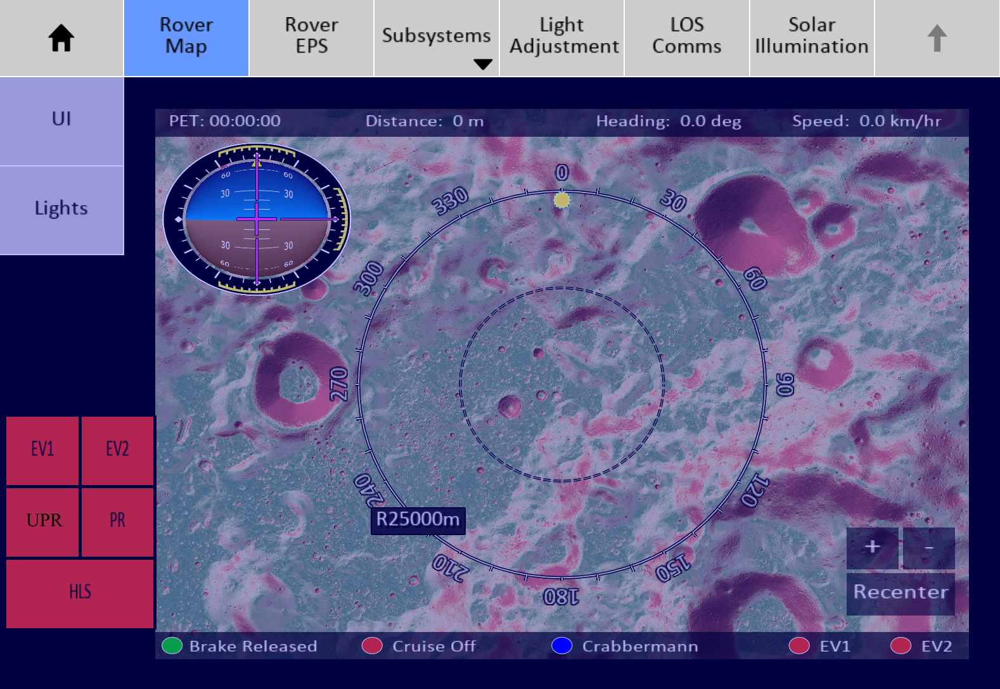 Rover
Map
Rover
EPS
Subsystems
Light
Adjustment
LOS
Comms
Solar
Illumination
UI
Lights
PET: 00:00:00
Distance: 0 m
Heading: 0.0 deg
Speed: 0.0 km/hr
60 60
30 30
30 30
60 60
0
30
60
90
120
150
180
210
240
270
300
330
R25000m
EV1
EV2
UPR
PR
HLS
+
-
Recenter
Brake Released
Cruise Off
Crabbermann
EV1
EV2